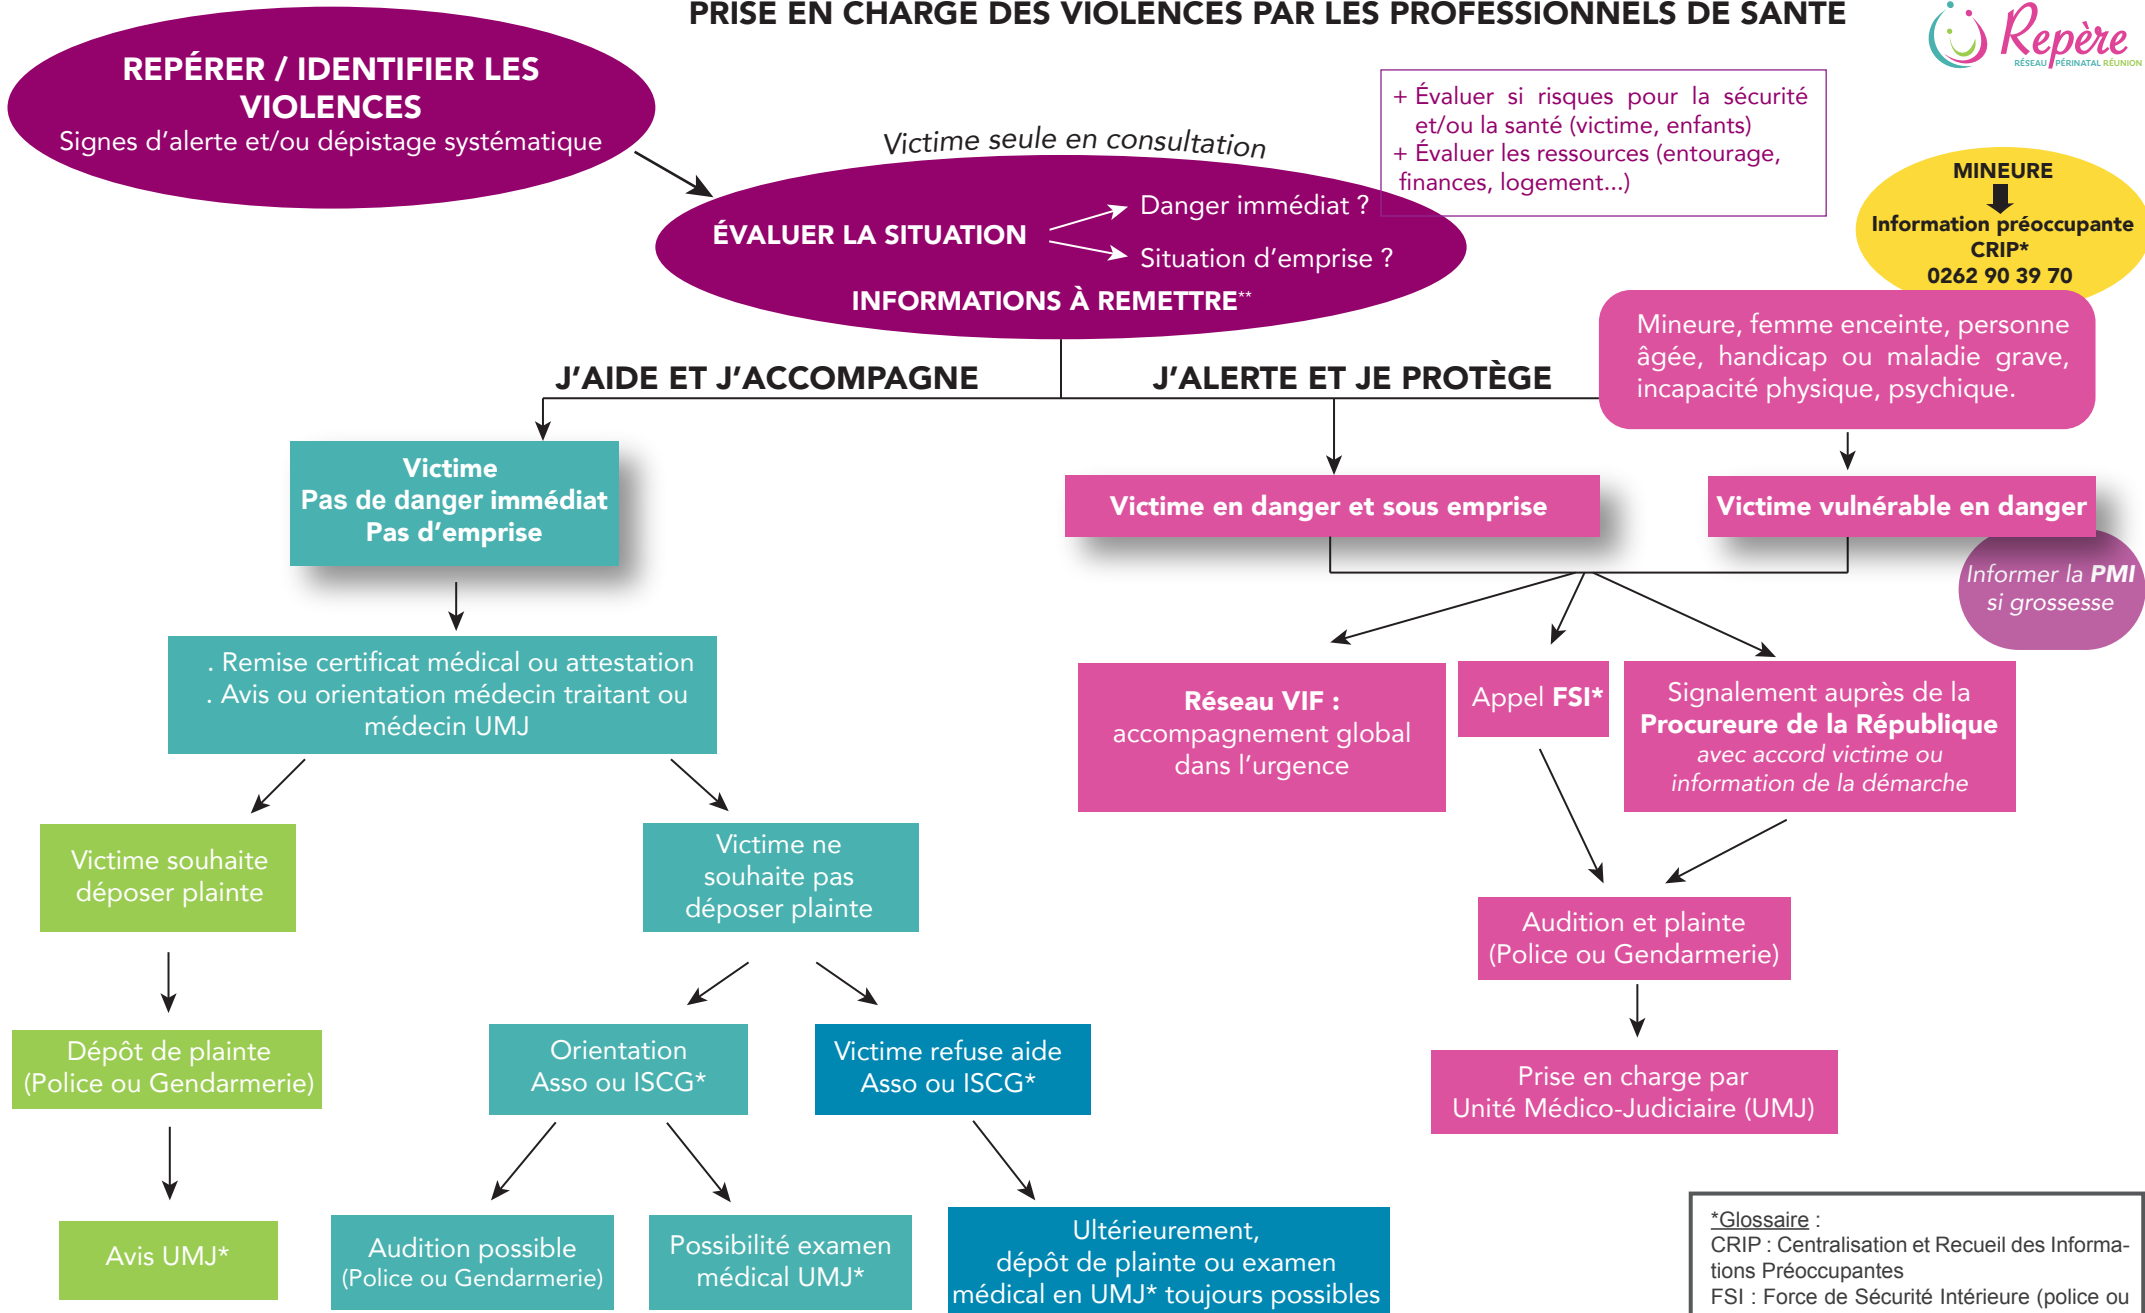 PRISE EN CHARGE DES VIOLENCES PAR LES PROFESSIONNELS DE SANTÉ
Repère
RÉSEAU PÉRINATAL RÉUNION
REPÉRER / IDENTIFIER LES
VIOLENCES
Signes d'alerte et/ou dépistage systématique
Victime seule en consultation
+ Évaluer si risques pour la sécurité
et/ou la santé (victime, enfants)
+ Évaluer les ressources (entourage,
finances, logement...)
MINEURE
Information préoccupante
CRIP*
0262 90 39 70
ÉVALUER LA SITUATION
Danger immédiat ?
Situation d'emprise ?
INFORMATIONS À REMETTRE**
Mineure, femme enceinte, personne
âgée, handicap ou maladie grave,
incapacité physique, psychique.
J'AIDE ET J'ACCOMPAGNE
J'ALERTE ET JE PROTÈGE
Victime
Pas de danger immédiat
Pas d'emprise
Victime en danger et sous emprise
Victime vulnérable en danger
Informer la PMI
si grossesse
. Remise certificat médical ou attestation
. Avis ou orientation médecin traitant ou
médecin UMJ
Réseau VIF :
accompagnement global
dans l'urgence
Appel FSI*
Signalement auprès de la
Procureure de la République
avec accord victime ou
information de la démarche
Victime souhaite
déposer plainte
Victime ne
souhaite pas
déposer plainte
Audition et plainte
(Police ou Gendarmerie)
Dépôt de plainte
(Police ou Gendarmerie)
Orientation
Asso ou ISCG*
Victime refuse aide
Asso ou ISCG*
Prise en charge par
Unité Médico-Judiciaire (UMJ)
Avis UMJ*
Audition possible
(Police ou Gendarmerie)
Possibilité examen
médical UMJ*
Ultérieurement,
dépôt de plainte ou examen
médical en UMJ* toujours possibles
*Glossaire :
CRIP : Centralisation et Recueil des Informa-
tions Préoccupantes
FSI : Force de Sécurité Intérieure (police ou